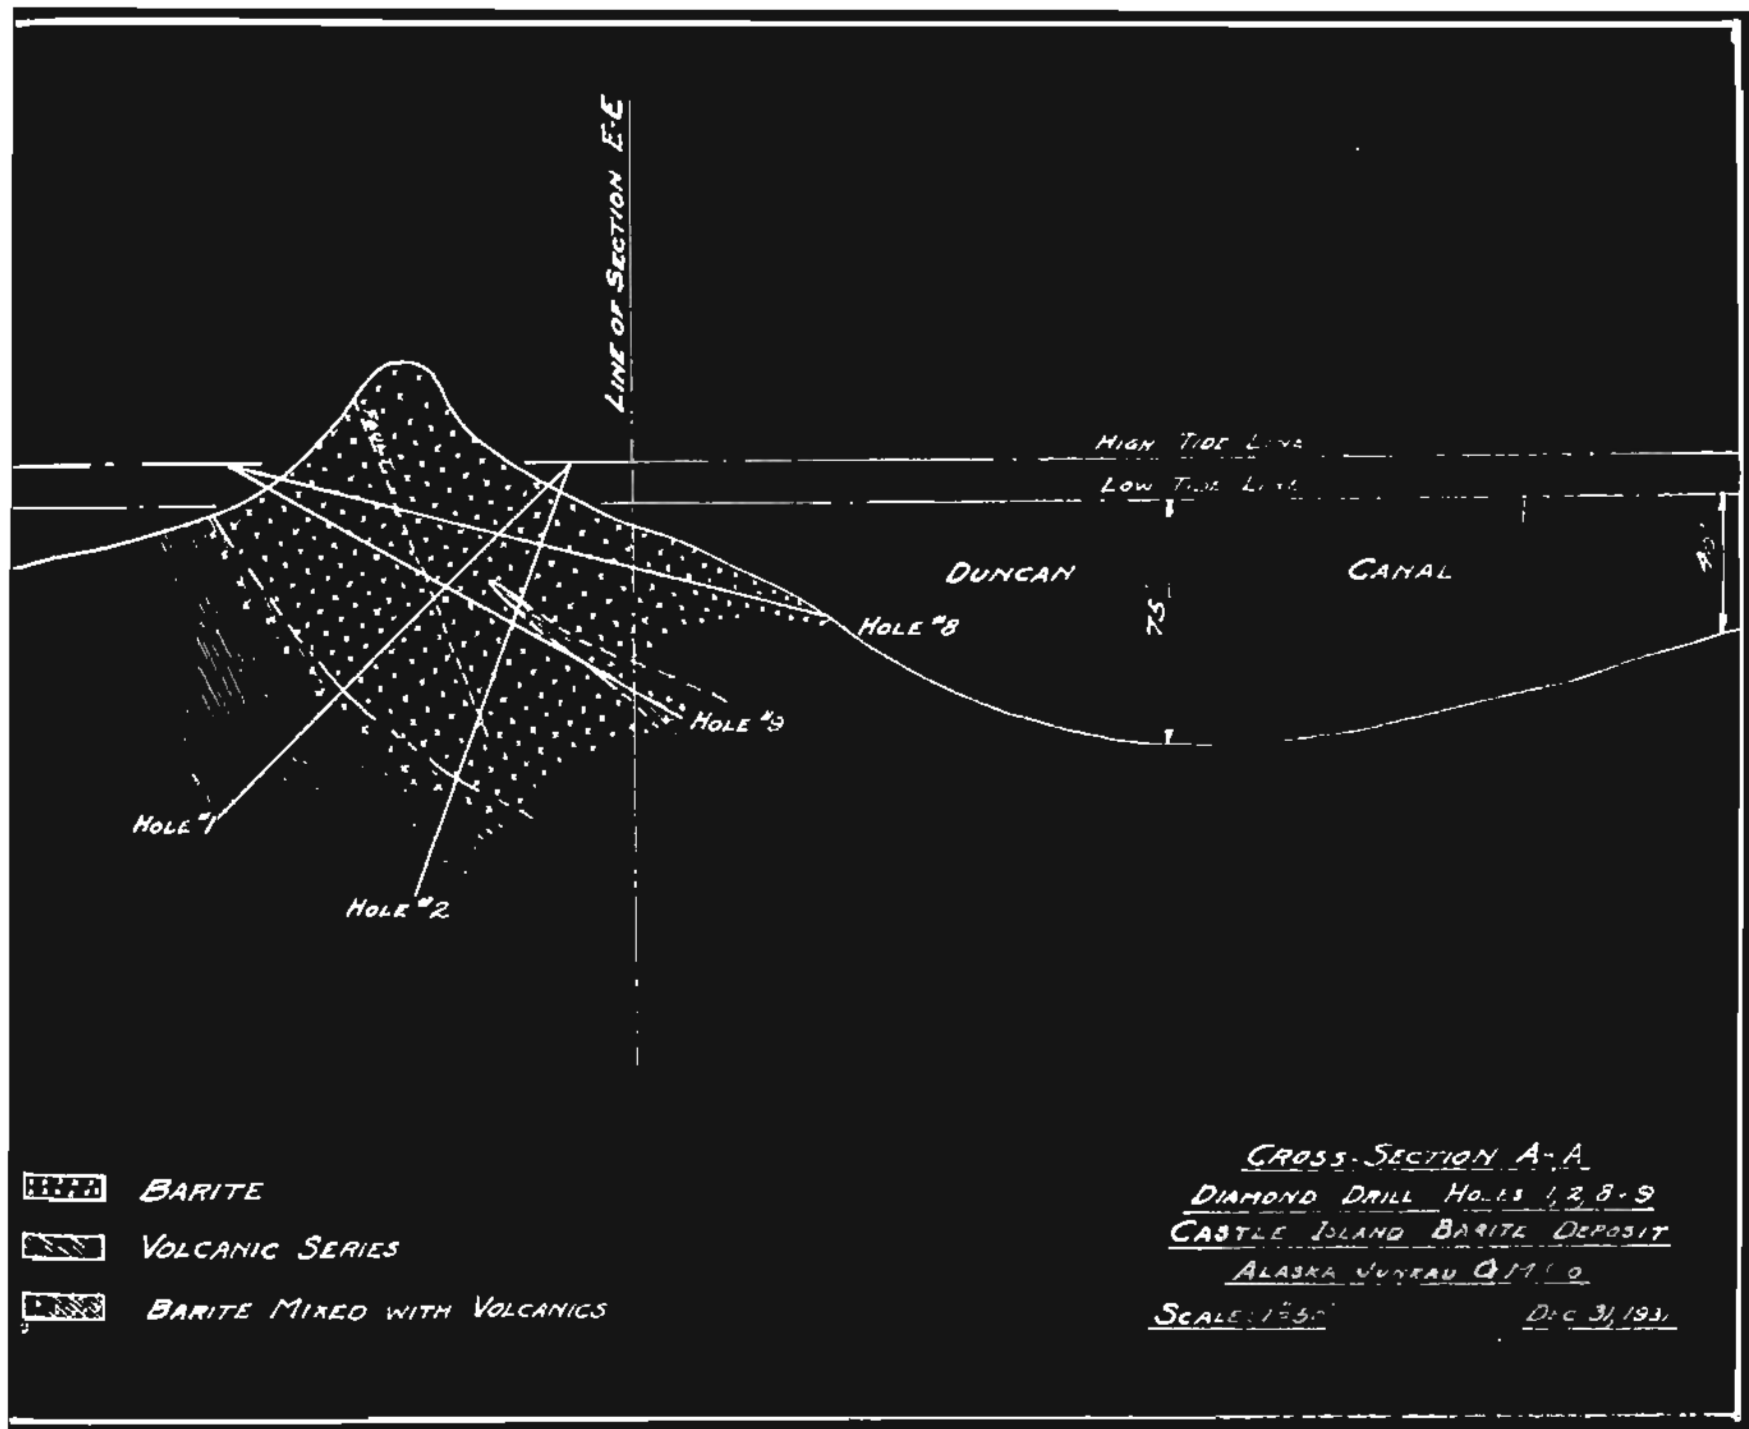 LINE OF SECTION E-E
HIGH TIDE LINE
LOW TIDE LINE
DUNCAN CANAL
75'
FAULT
HOLE #8
HOLE #9
HOLE #1
HOLE #2
BARITE
VOLCANIC SERIES
BARITE MIXED WITH VOLCANICS
CROSS-SECTION A-A
DIAMOND DRILL HOLES 1, 2, 8-9
CASTLE ISLAND BARITE DEPOSIT
ALASKA JUNEAU G M CO
SCALE:
DEC 31,